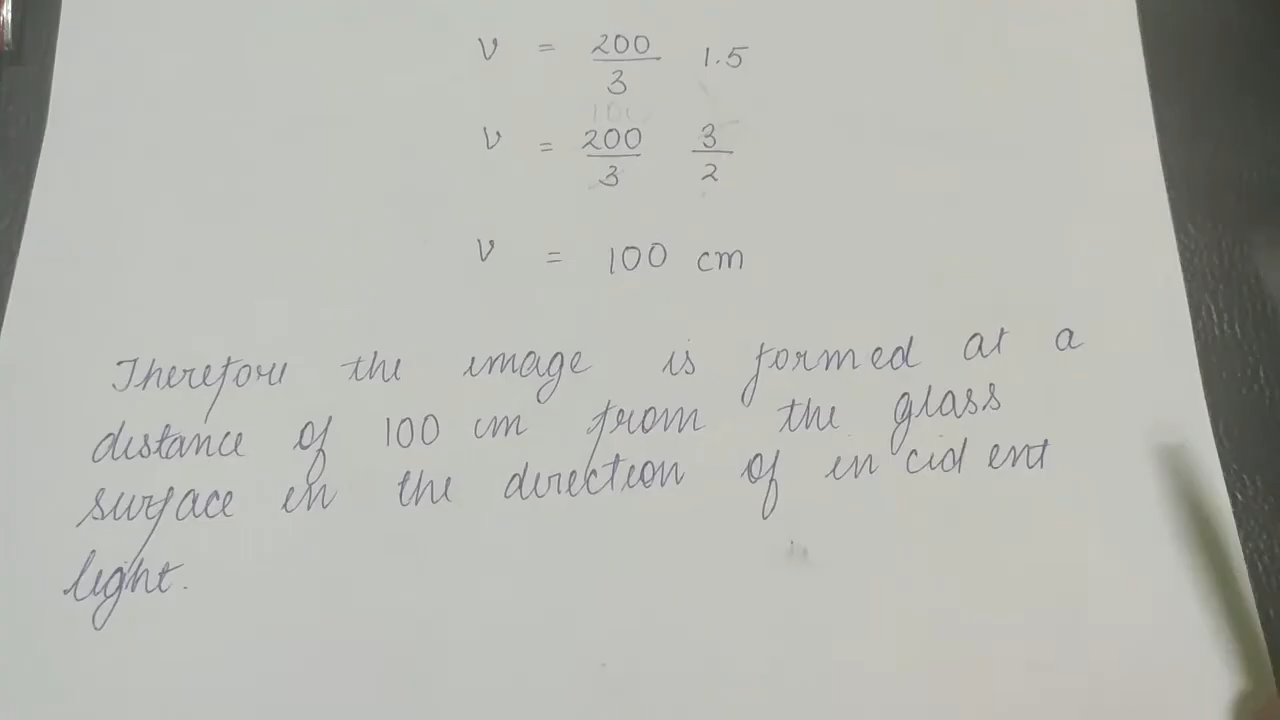 v = 200/3 1.5
v = 200/3 3/2
v = 100 cm
Therefore the image is formed at a
distance of 100 cm from the glass
surface in the direction of incident
light.